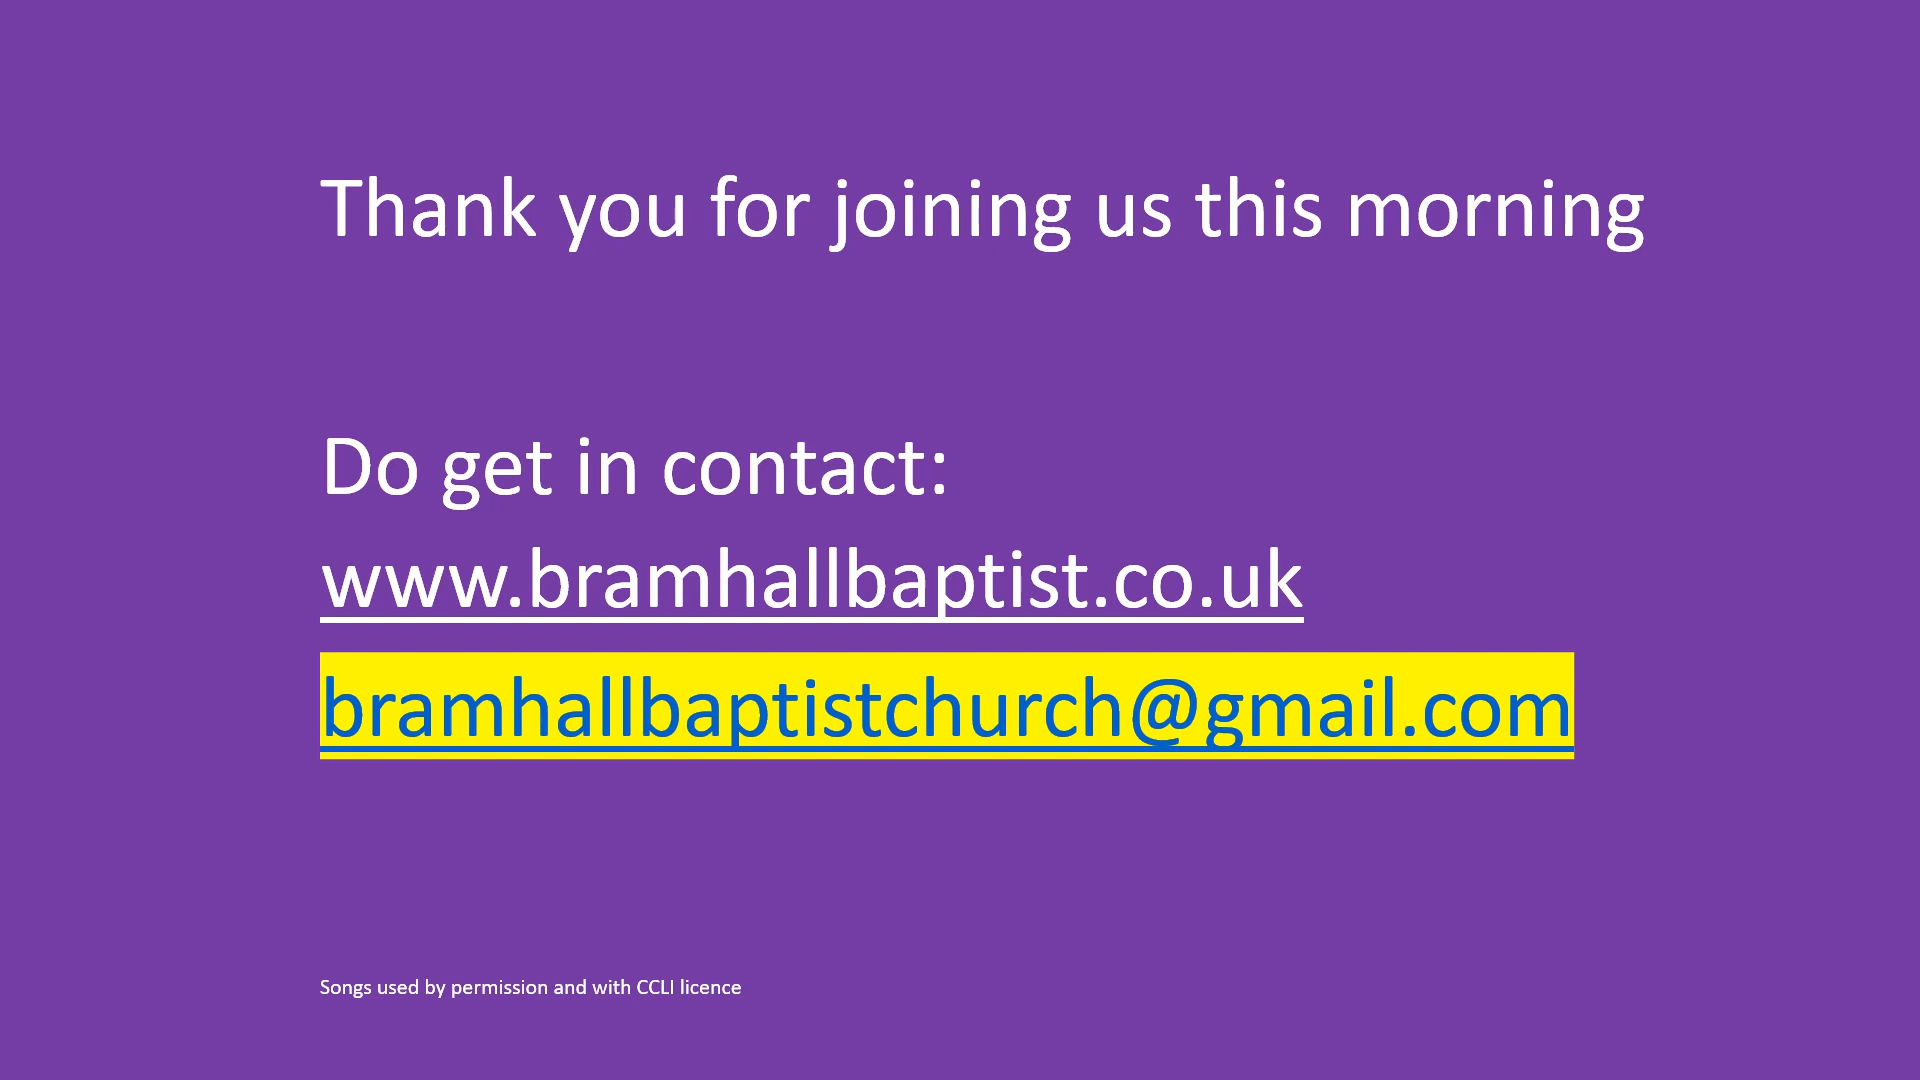 Thank you for joining us this morning
Do get in contact:
www.bramhallbaptist.co.uk
bramhallbaptistchurch@gmail.com
Songs used by permission and with CCLI licence